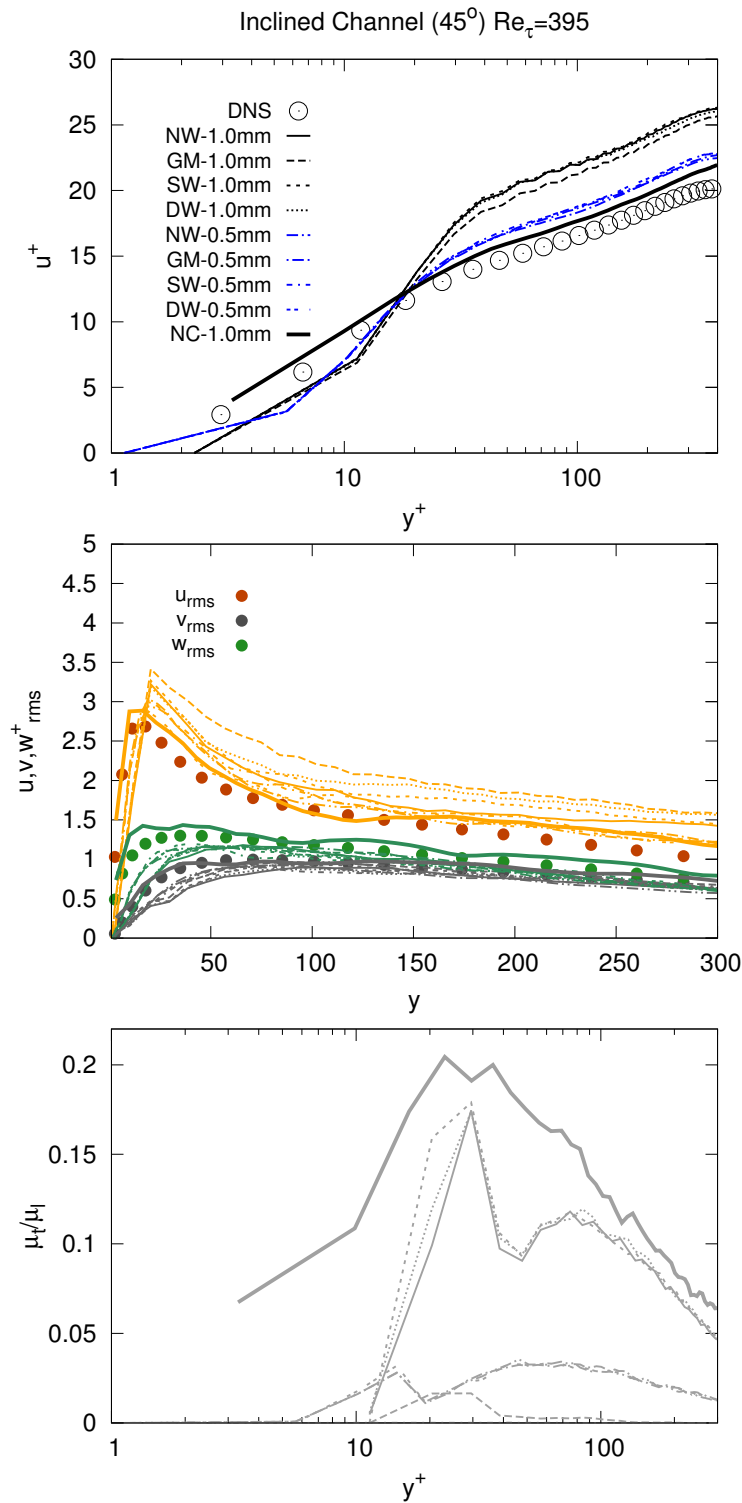 Inclined Channel (45°) Reτ=395
30
25
20
15
10
5
0
u+
DNS
NW-1.0mm
GM-1.0mm
SW-1.0mm
DW-1.0mm
NW-0.5mm
GM-0.5mm
SW-0.5mm
DW-0.5mm
NC-1.0mm
1 10 100
y+
5
4.5
4
3.5
3
2.5
2
1.5
1
0.5
0
u,v,w+rms
urms
vrms
wrms
50 100 150 200 250 300
y
0.2
0.15
0.1
0.05
0
μt/μl
1 10 100
y+